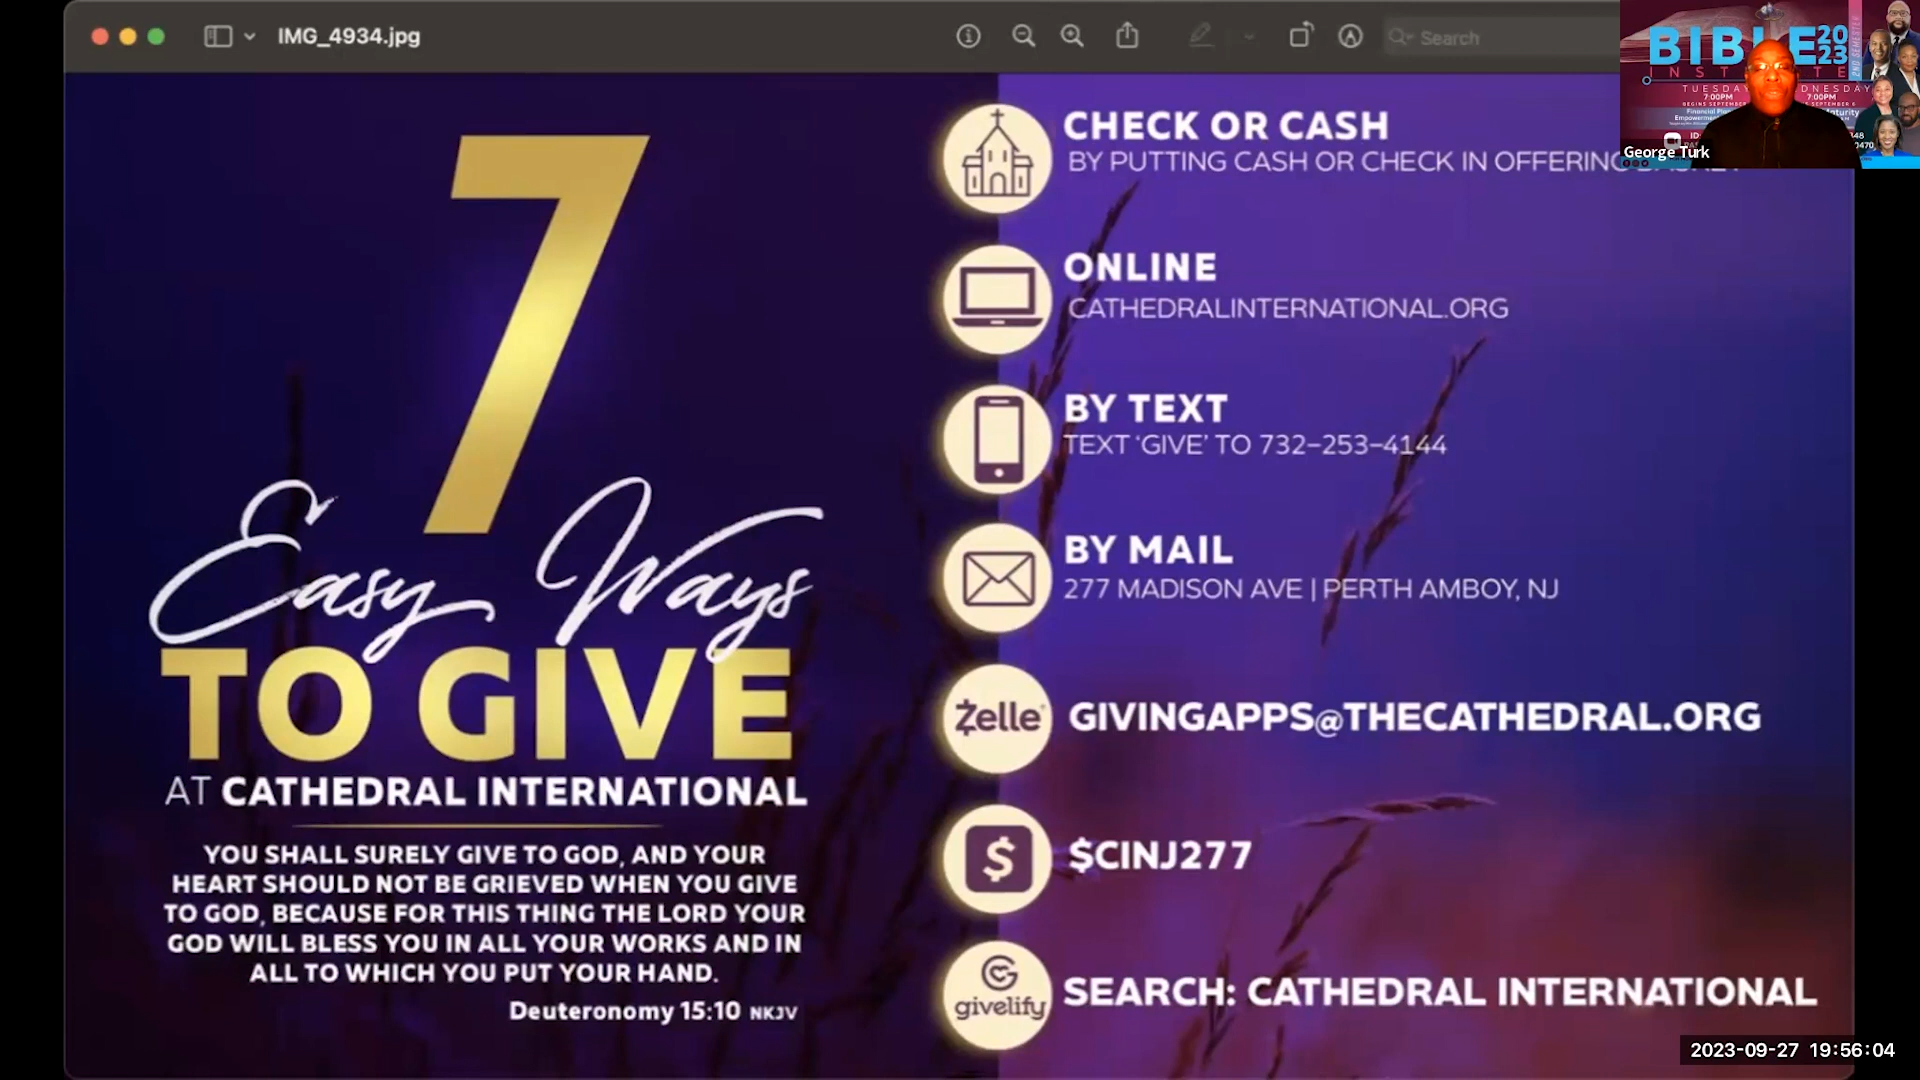 IMG_4934.jpg
Search
7
Easy Ways
TO GIVE
AT CATHEDRAL INTERNATIONAL
YOU SHALL SURELY GIVE TO GOD, AND YOUR
HEART SHOULD NOT BE GRIEVED WHEN YOU GIVE
TO GOD, BECAUSE FOR THIS THING THE LORD YOUR
GOD WILL BLESS YOU IN ALL YOUR WORKS AND IN
ALL TO WHICH YOU PUT YOUR HAND.
Deuteronomy 15:10 NKJV
CHECK OR CASH
BY PUTTING CASH OR CHECK IN OFFERING
ONLINE
CATHEDRALINTERNATIONAL.ORG
BY TEXT
TEXT ‘GIVE’ TO 732-253-4144
BY MAIL
277 MADISON AVE | PERTH AMBOY, NJ
Zelle
GIVINGAPPS@THECATHEDRAL.ORG
$
$CINJ277
givelify
SEARCH: CATHEDRAL INTERNATIONAL
2023
7:00PM 7:00PM
George Turk
2023-09-27 19:56:04